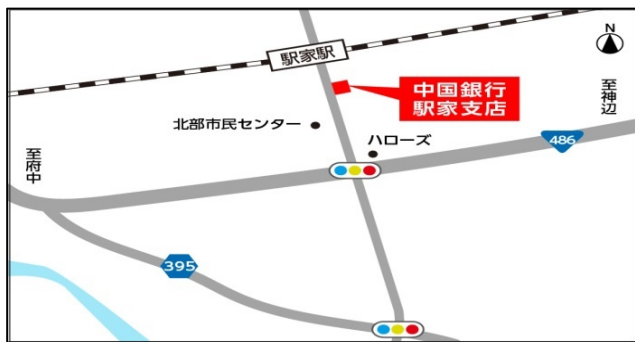 N
駅家駅
中国銀行
駅家支店
至神辺
北部市民センター
ハローズ
486
至府中
395